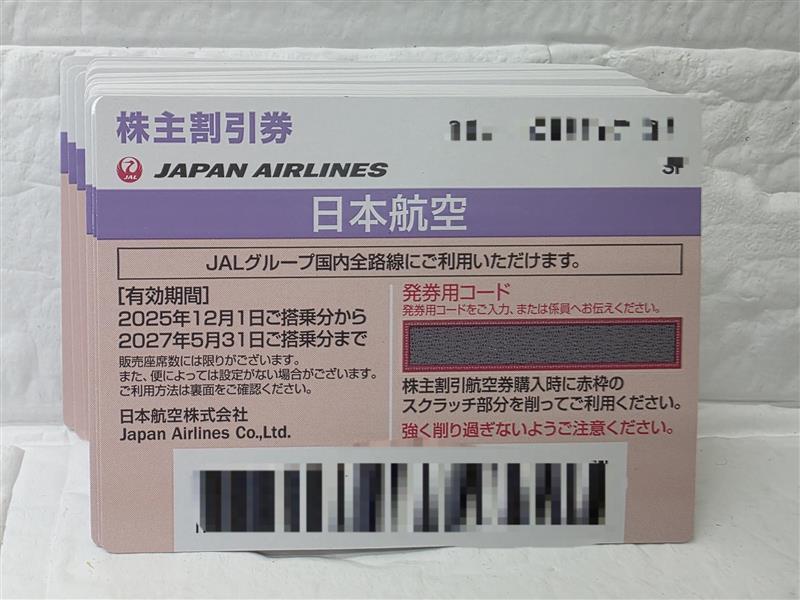 株主割引券
JAL
JAPAN AIRLINES
日本航空
JALグループ国内全路線にご利用いただけます。
[有効期間]
2025年12月1日ご搭乗分から
2027年5月31日ご搭乗分まで
販売座席数には限りがございます。
また、便によっては設定がない場合がございます。
ご利用方法は裏面をご確認ください。
日本航空株式会社
Japan Airlines Co.,Ltd.
発券用コード
発券用コードをご入力、または係員へお伝えください。
株主割引航空券購入時に赤枠の
スクラッチ部分を削ってご利用ください。
強く削り過ぎないようご注意ください。